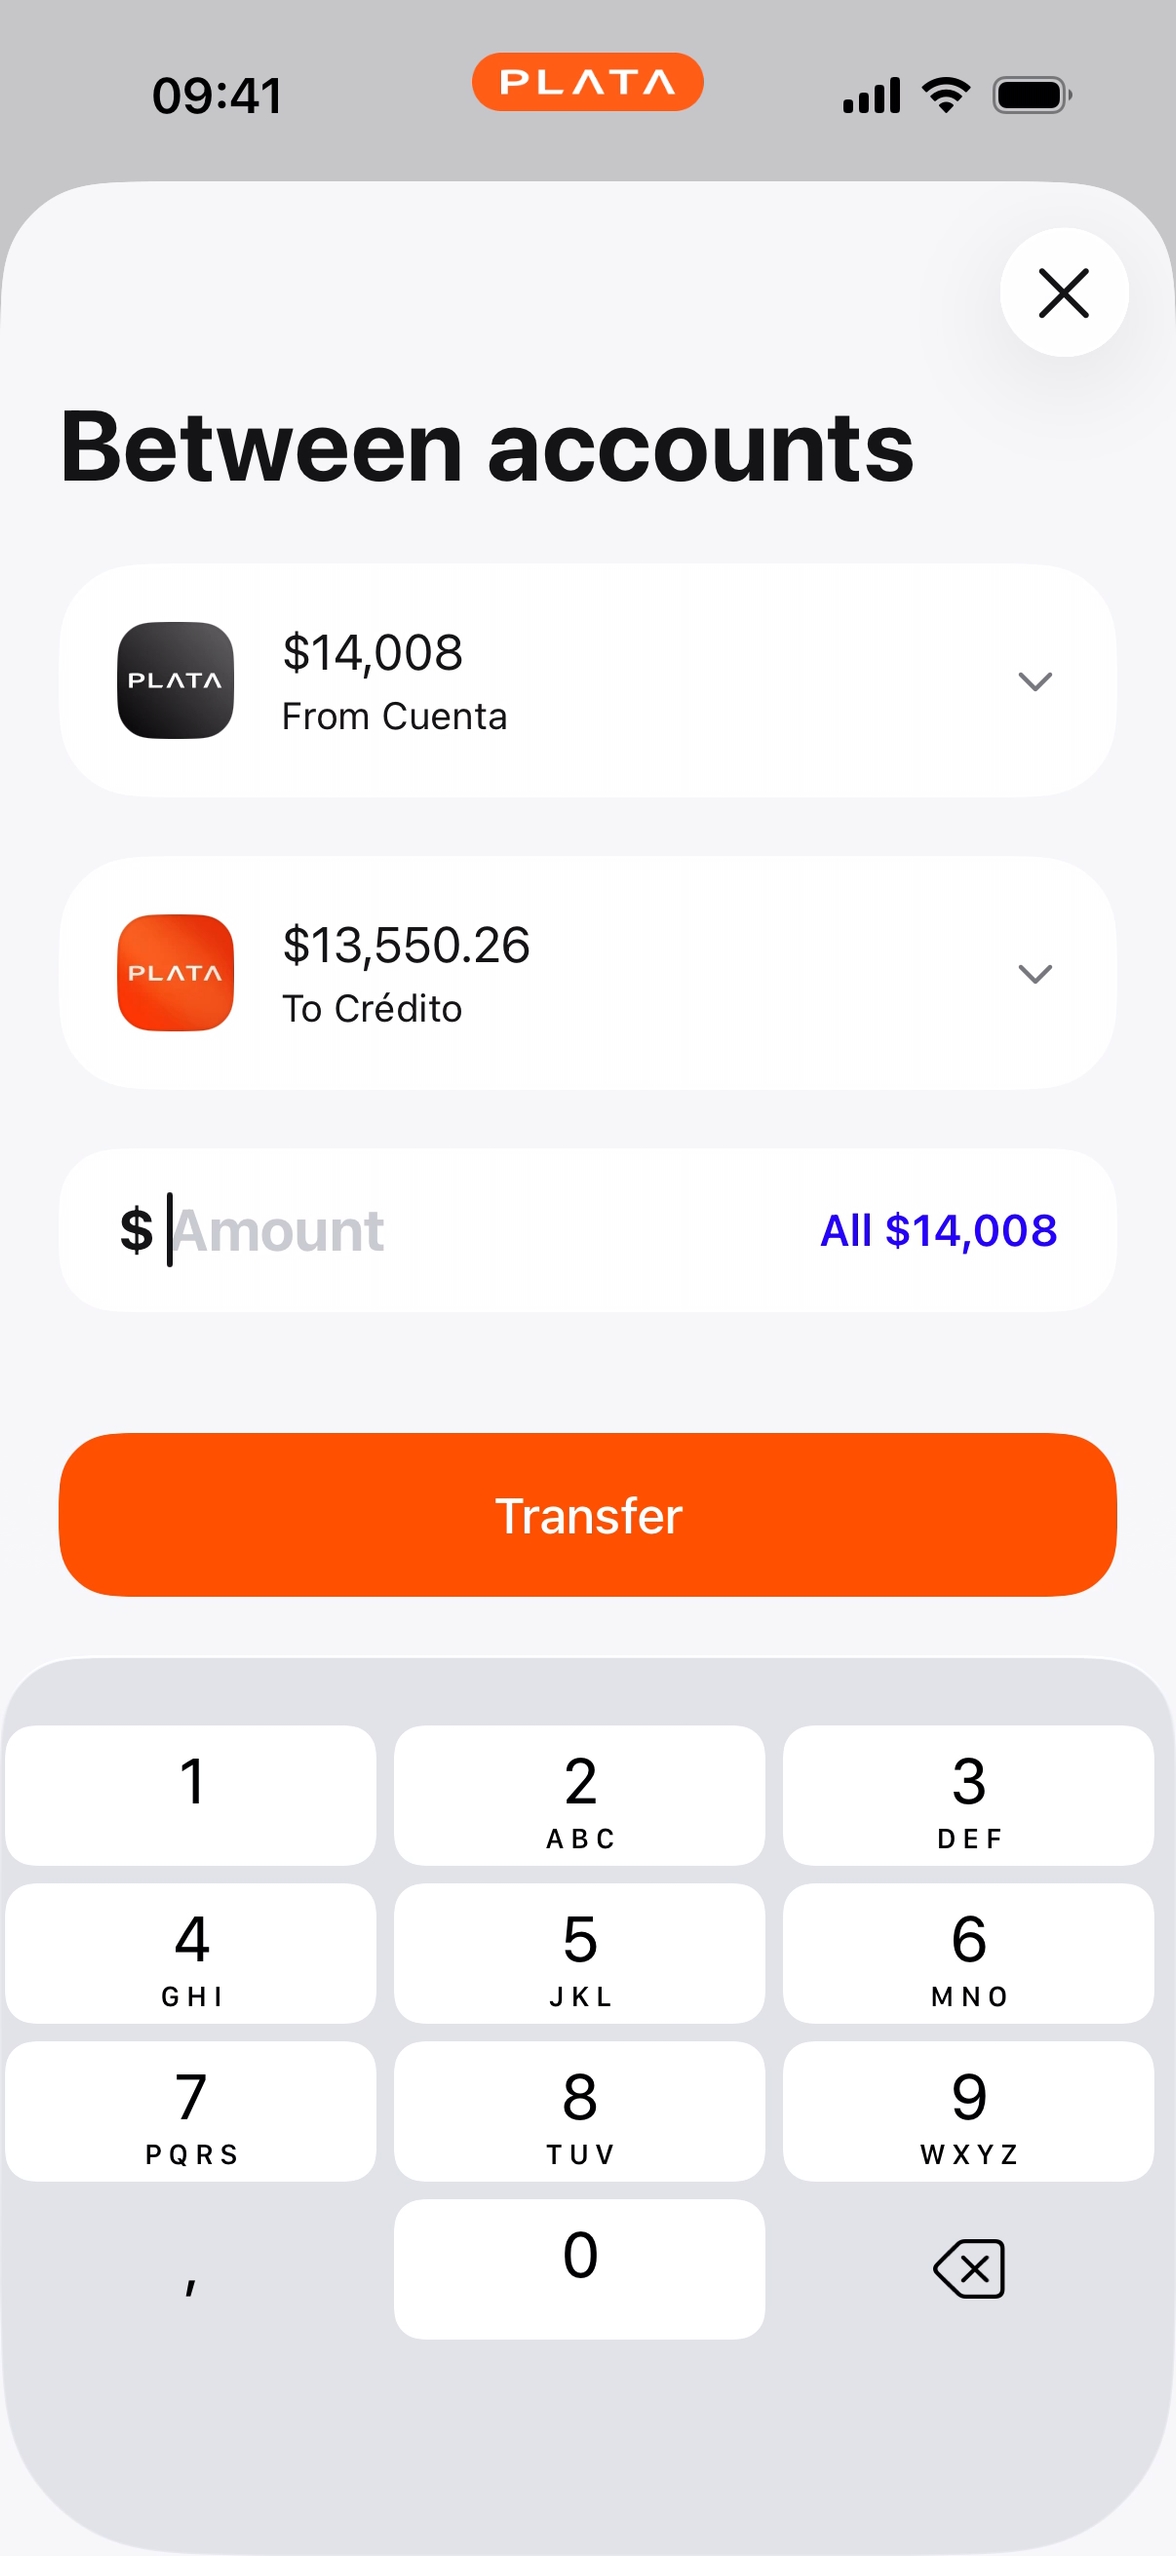 09:41
PLATA
Between accounts
PLATA
$14,008
From Cuenta
PLATA
$13,550.26
To Crédito
$ Amount
All $14,008
Transfer
1
2
ABC
3
DEF
4
GHI
5
JKL
6
MNO
7
PQRS
8
TUV
9
WXYZ
,
0